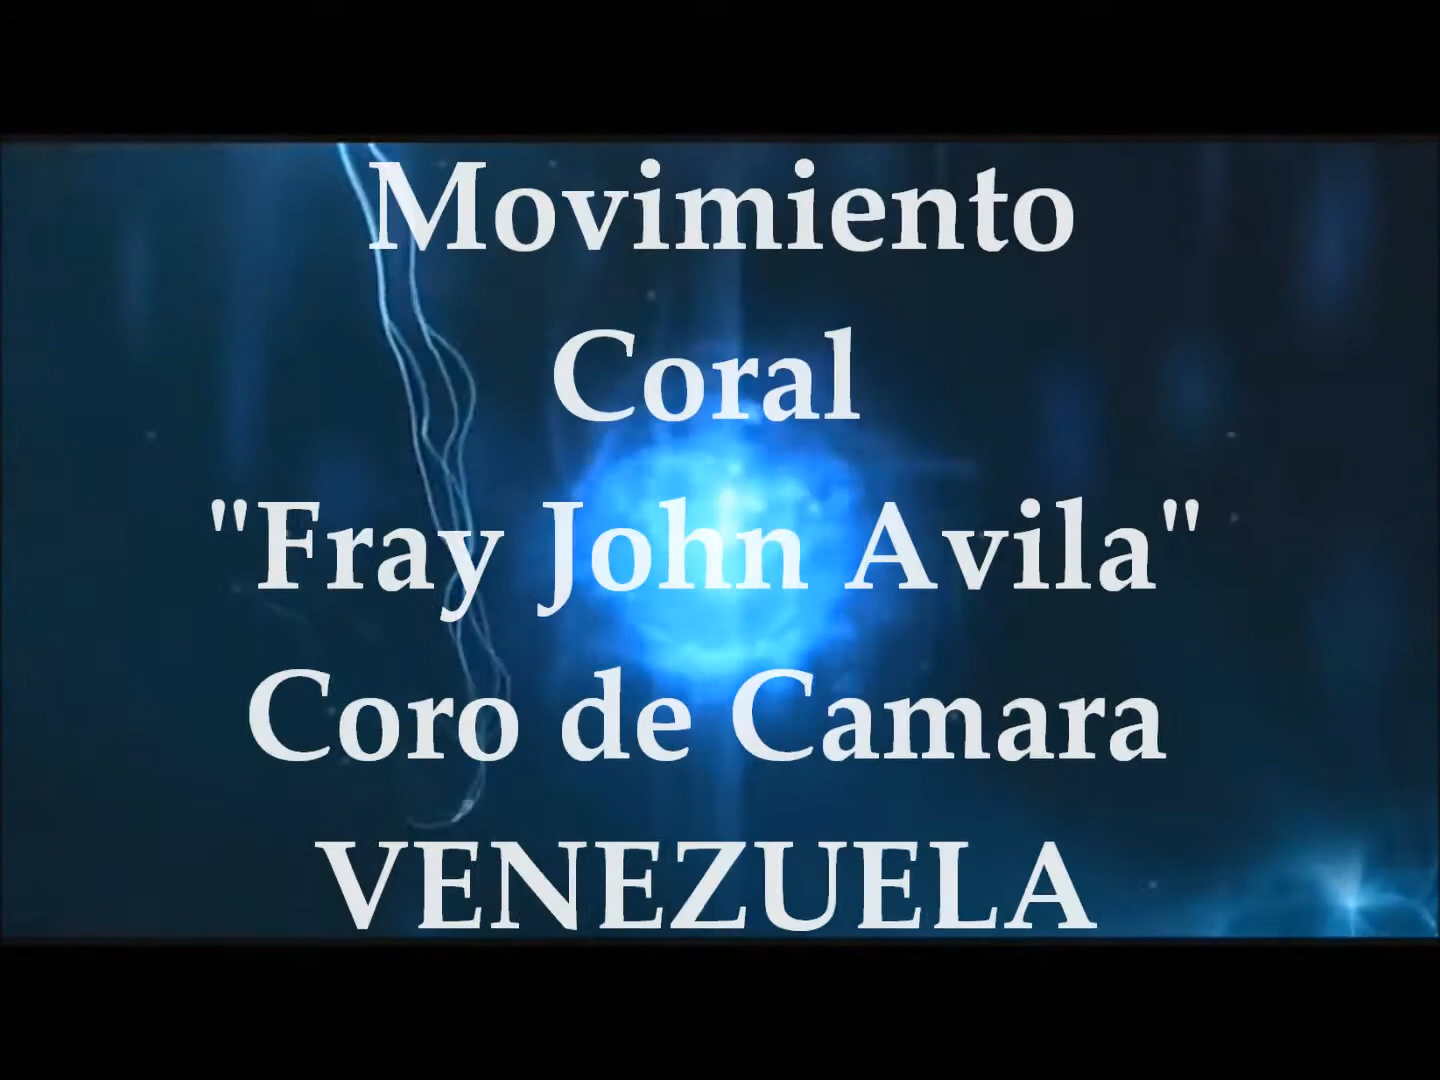 Movimiento
Coral
"Fray John Avila"
Coro de Camara
VENEZUELA